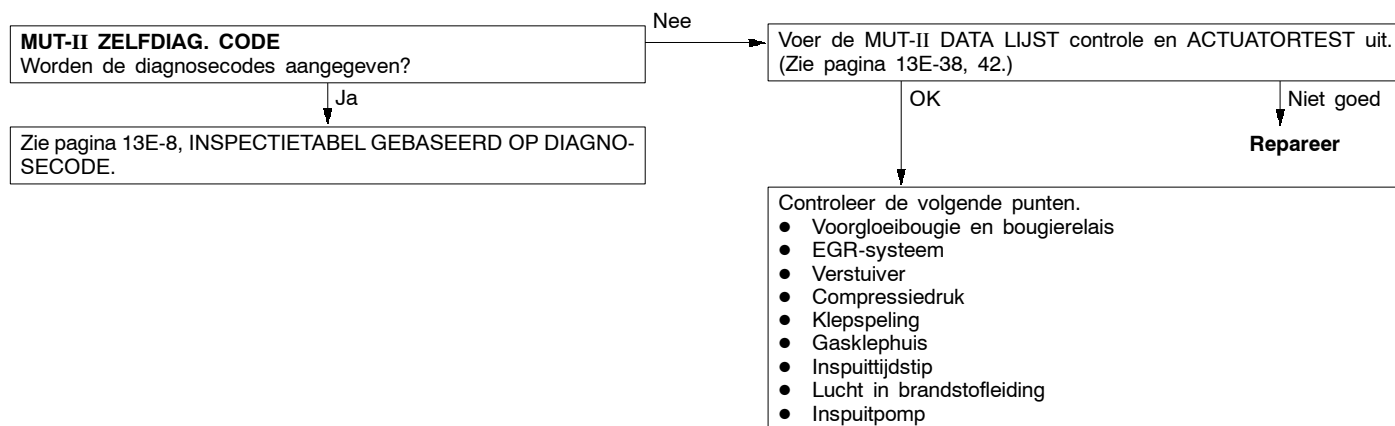 MUT-II ZELFDIAG. CODE
Worden de diagnosecodes aangegeven?
Nee
Voer de MUT-II DATA LIJST controle en ACTUATORTEST uit.
(Zie pagina 13E-38, 42.)
Ja
Zie pagina 13E-8, INSPECTIETABEL GEBASEERD OP DIAGNO-
SECODE.
OK
Niet goed
Repareer
Controleer de volgende punten.
● Voorgloeibougie en bougierelais
● EGR-systeem
● Verstuiver
● Compressiedruk
● Klepspeling
● Gasklephuis
● Inspuittijdstip
● Lucht in brandstofleiding
● Inspuitpomp